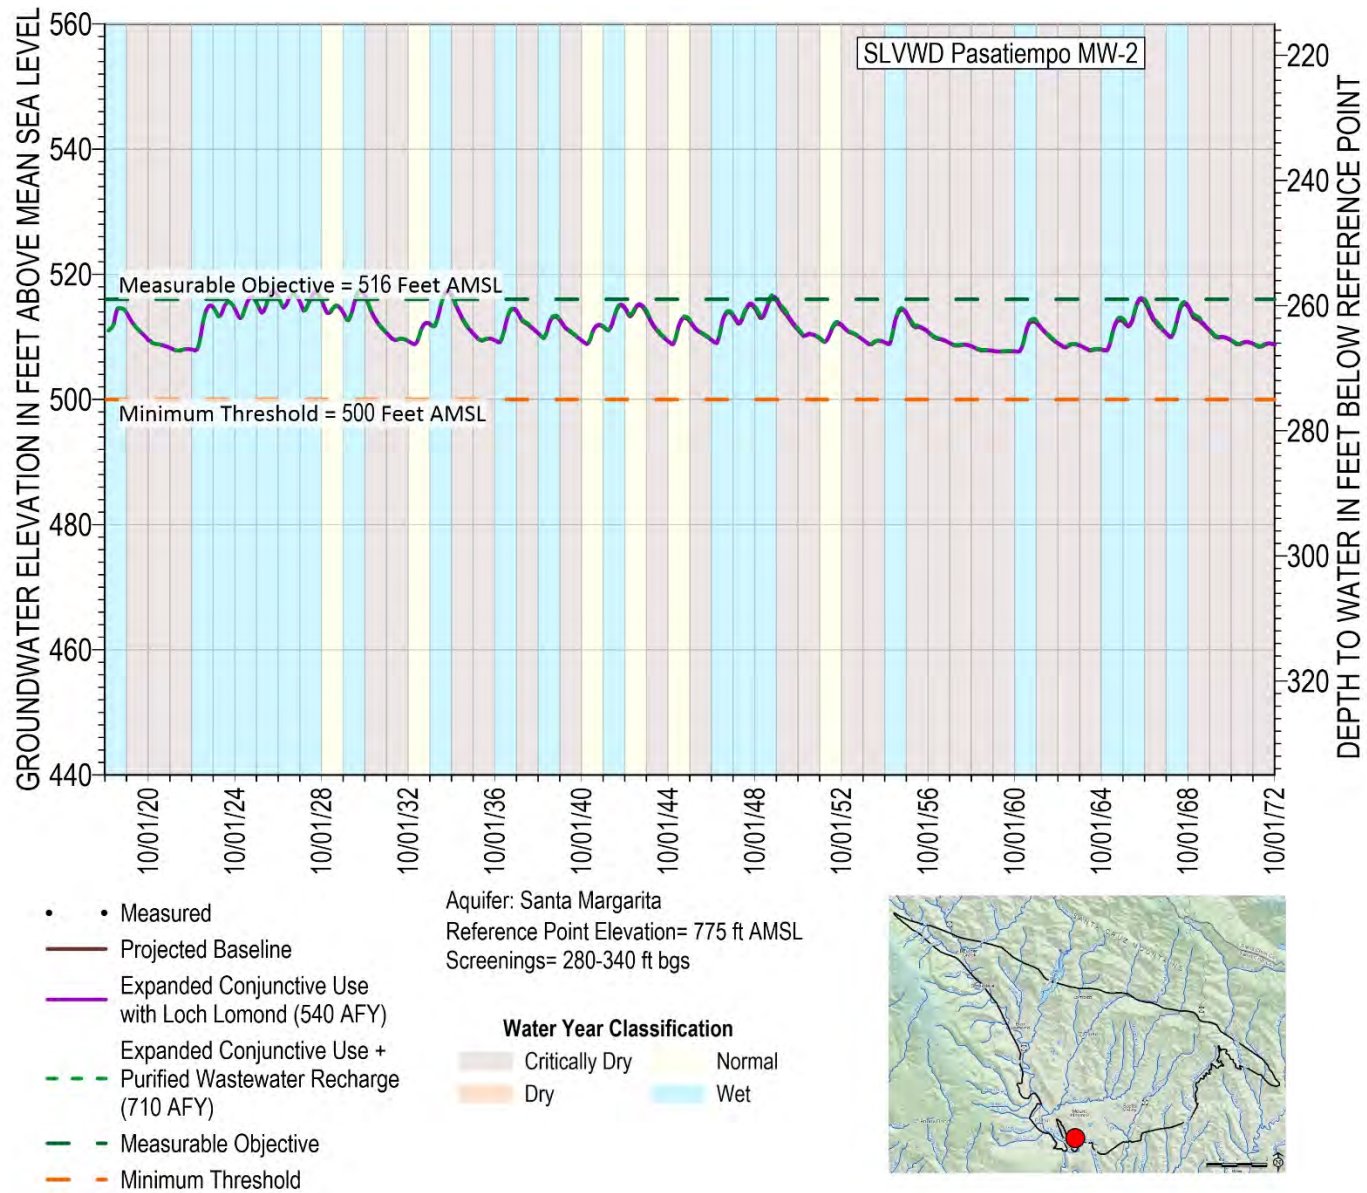 SLVWD Pasatiempo MW-2
GROUNDWATER ELEVATION IN FEET ABOVE MEAN SEA LEVEL
560
540
520
500
480
460
440
Measurable Objective = 516 Feet AMSL
Minimum Threshold = 500 Feet AMSL
220
240
260
280
300
320
DEPTH TO WATER IN FEET BELOW REFERENCE POINT
10/01/20
10/01/24
10/01/28
10/01/32
10/01/36
10/01/40
10/01/44
10/01/48
10/01/52
10/01/56
10/01/60
10/01/64
10/01/68
10/01/72
Measured
Projected Baseline
Expanded Conjunctive Use
with Loch Lomond (540 AFY)
Expanded Conjunctive Use +
Purified Wastewater Recharge
(710 AFY)
Measurable Objective
Minimum Threshold
Aquifer: Santa Margarita
Reference Point Elevation= 775 ft AMSL
Screenings= 280-340 ft bgs
Water Year Classification
Critically Dry
Normal
Dry
Wet
SANTA CRUZ MOUNTAINS